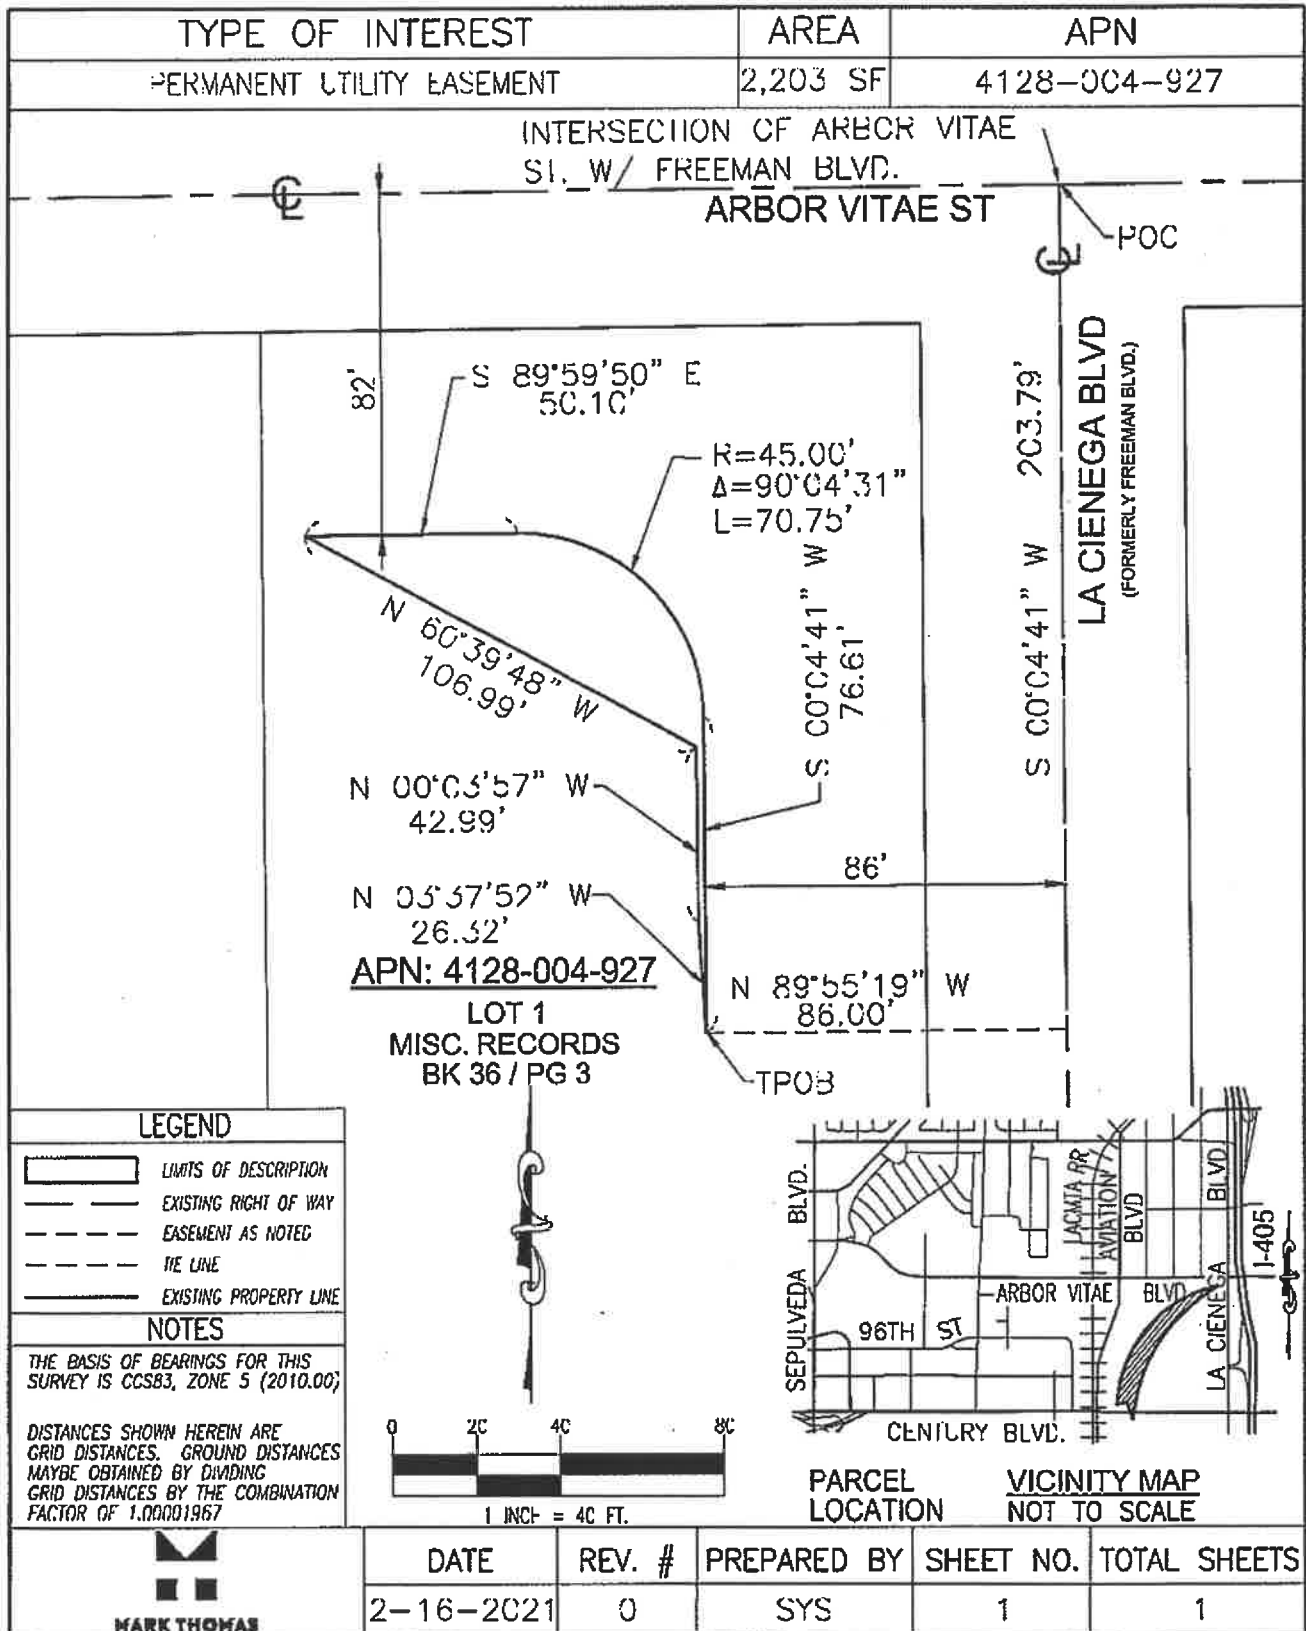 TYPE OF INTEREST AREA APN
PERMANENT UTILITY EASEMENT 2,203 SF 4128-004-927
INTERSECTION OF ARBOR VITAE
ST. W/ FREEMAN BLVD.
ARBOR VITAE ST
POC
82'
S 89°59'50" E
50.10'
R=45.00'
Δ=90°04'31"
L=70.75'
S 00°04'41" W
76.61'
S 00°04'41" W 203.79'
LA CIENEGA BLVD
(FORMERLY FREEMAN BLVD.)
N 60°39'48" W
106.99'
N 00°03'57" W
42.99'
86'
N 03°37'52" W
26.32'
APN: 4128-004-927
LOT 1
MISC. RECORDS
BK 36 / PG 3
N 89°55'19" W
86.00'
TPOB
LEGEND
LIMITS OF DESCRIPTION
EXISTING RIGHT OF WAY
EASEMENT AS NOTED
TIE LINE
EXISTING PROPERTY LINE
NOTES
THE BASIS OF BEARINGS FOR THIS
SURVEY IS CCS83, ZONE 5 (2010.00)
DISTANCES SHOWN HEREIN ARE
GRID DISTANCES. GROUND DISTANCES
MAYBE OBTAINED BY DIVIDING
GRID DISTANCES BY THE COMBINATION
FACTOR OF 1.00001967
0 20 40 80
1 INCH = 40 FT.
SEPULVEDA BLVD.
LACMTA RR
AVIATION
BLVD
LA CIENEGA BLVD
I-405
ARBOR VITAE BLVD
96TH ST
CENTURY BLVD.
PARCEL
LOCATION
VICINITY MAP
NOT TO SCALE
MARK THOMAS
DATE REV. # PREPARED BY SHEET NO. TOTAL SHEETS
2-16-2021 0 SYS 1 1